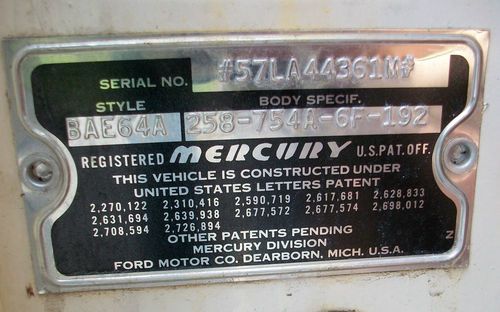 SERIAL NO. #57LA44361M#
STYLE BODY SPECIF.
BAE64A 258-754A-6F-192
REGISTERED MERCURY U.S. PAT. OFF.
THIS VEHICLE IS CONSTRUCTED UNDER
UNITED STATES LETTERS PATENT
2,270,122 2,310,416 2,590,719 2,617,681 2,628,833
2,631,694 2,639,938 2,677,572 2,677,574 2,698,012
2,708,594 2,726,894
OTHER PATENTS PENDING
MERCURY DIVISION Z
FORD MOTOR CO. DEARBORN, MICH. U.S.A.